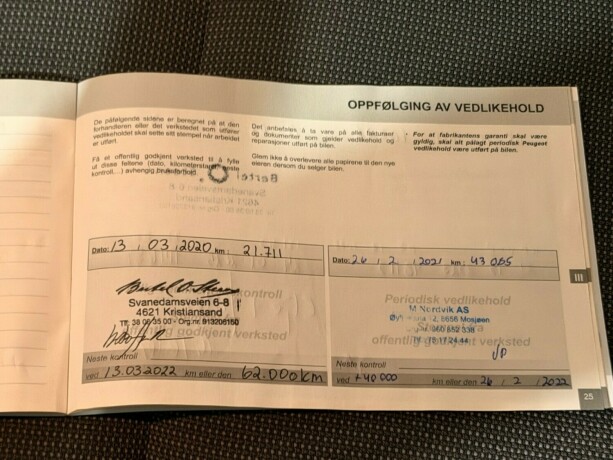 OPPFØLGING AV VEDLIKEHOLD
De påfølgende sidene er beregnet på at den
forhandleren eller det verkstedet som utfører
vedlikeholdet skal sette sitt stempel når arbeidet
er utført.
Få et offentlig godkjent verksted til å fylle
ut disse feltene (dato, kilometerstand, neste
kontroll,...) avhengig bruksforhold.
Det anbefales å ta vare på alle fakturaer
og dokumenter som gjelder vedlikehold og
reparasjoner utført på bilen.
Glem ikke å overlevere alle papirene til den nye
eieren dersom du selger bilen.
• For at fabrikantens garanti skal være
gyldig, skal alt pålagt periodisk Peugeot
vedlikehold være utført på bilen.
Dato: 13 . 03 . 2020 km: 21.711
kontroll
Svanedamsveien 6-8
4621 Kristiansand
offentlig godkjent verksted
Neste kontroll
ved 13.03.2022 km eller den 62.000km
Dato: 26 / 2 / 2021 km: 43 065
Periodisk vedlikehold
M Nordvik AS
8656 Mosjøen
offentlig godkjent verksted
JP
Neste kontroll
ved +40 000 km eller den 26 / 2 / 2022
III
25